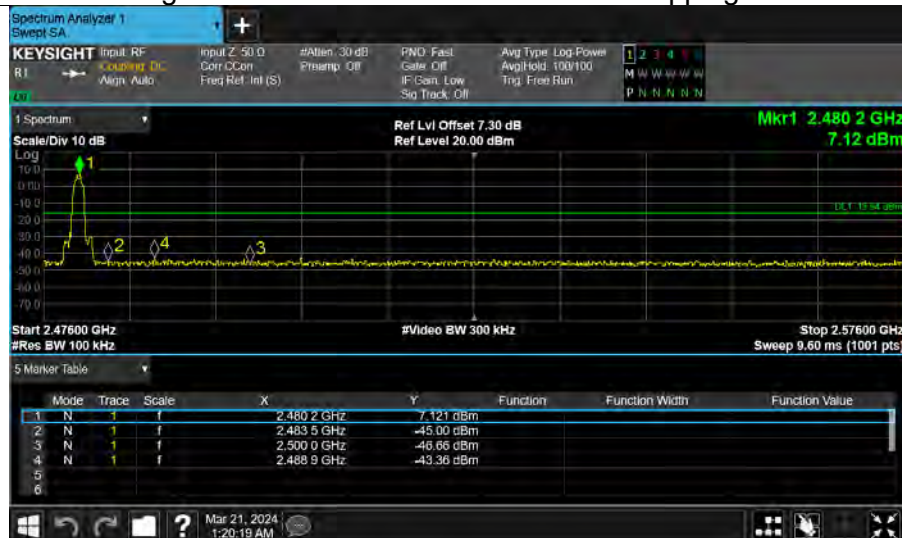 Spectrum Analyzer 1
Swept SA
+
KEYSIGHT Input: RF Input Z: 50 Ω #Atten: 30 dB PNO: Fast Avg Type: Log-Power 1 2 3 4 5 6
R L Coupling: DC Corr CCorr Preamp: Off Gate: Off Avg|Hold: 100/100 M W W W W W
Align: Auto Freq Ref: Int (S) IF Gain: Low Trig: Free Run P N N N N N
Sig Track: Off
1 Spectrum
Ref Lvl Offset 7.30 dB Mkr1 2.480 2 GHz
Scale/Div 10 dB Ref Level 20.00 dBm 7.12 dBm
Log
10.0
0.00
-10.0
-20.0
-30.0
-40.0
-50.0
-60.0
-70.0
1
2
4
3
Start 2.47600 GHz #Video BW 300 kHz Stop 2.57600 GHz
#Res BW 100 kHz Sweep 9.60 ms (1001 pts)
5 Marker Table
Mode Trace Scale X Y Function Function Width Function Value
1 N 1 f 2.480 2 GHz 7.121 dBm
2 N 1 f 2.483 5 GHz -45.00 dBm
3 N 1 f 2.500 0 GHz -46.66 dBm
4 N 1 f 2.488 9 GHz -43.36 dBm
5
6
?
Mar 21, 2024
1:20:19 AM